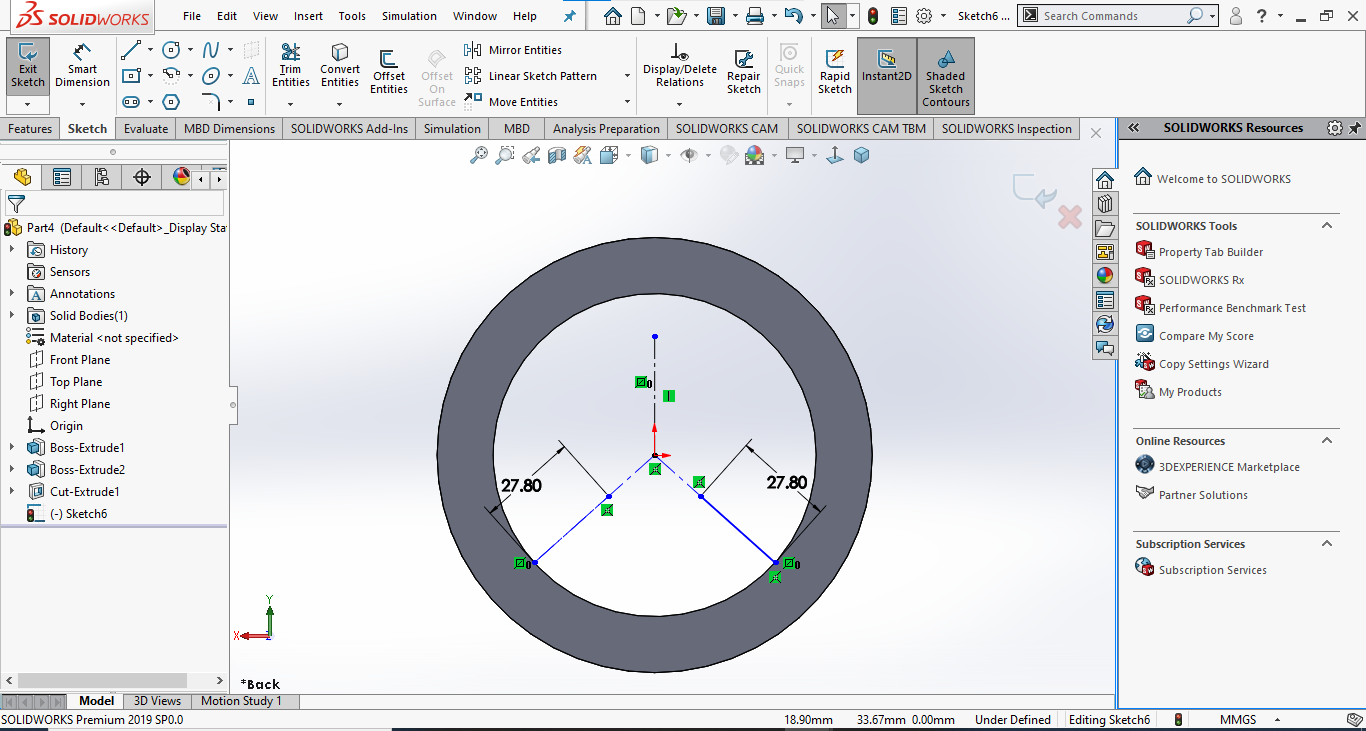 SOLIDWORKS File Edit View Insert Tools Simulation Window Help Sketch6 ... Search Commands ?
Exit Sketch
Smart Dimension
Trim Entities
Convert Entities
Offset Entities
Offset On Surface
Mirror Entities
Linear Sketch Pattern
Move Entities
Display/Delete Relations
Repair Sketch
Quick Snaps
Rapid Sketch
Instant2D
Shaded Sketch Contours
Features Sketch Evaluate MBD Dimensions SOLIDWORKS Add-Ins Simulation MBD Analysis Preparation SOLIDWORKS CAM SOLIDWORKS CAM TBM SOLIDWORKS Inspection
SOLIDWORKS Resources
Part4 (Default<<Default>_Display Sta
History
Sensors
Annotations
Solid Bodies(1)
Material <not specified>
Front Plane
Top Plane
Right Plane
Origin
Boss-Extrude1
Boss-Extrude2
Cut-Extrude1
(-) Sketch6
0
27.80
27.80
0
0
Y
X
*Back
Welcome to SOLIDWORKS
SOLIDWORKS Tools
Property Tab Builder
SOLIDWORKS Rx
Performance Benchmark Test
Compare My Score
Copy Settings Wizard
My Products
Online Resources
3DEXPERIENCE Marketplace
Partner Solutions
Subscription Services
Subscription Services
Model 3D Views Motion Study 1
SOLIDWORKS Premium 2019 SP0.0 18.90mm 33.67mm 0.00mm Under Defined Editing Sketch6 MMGS